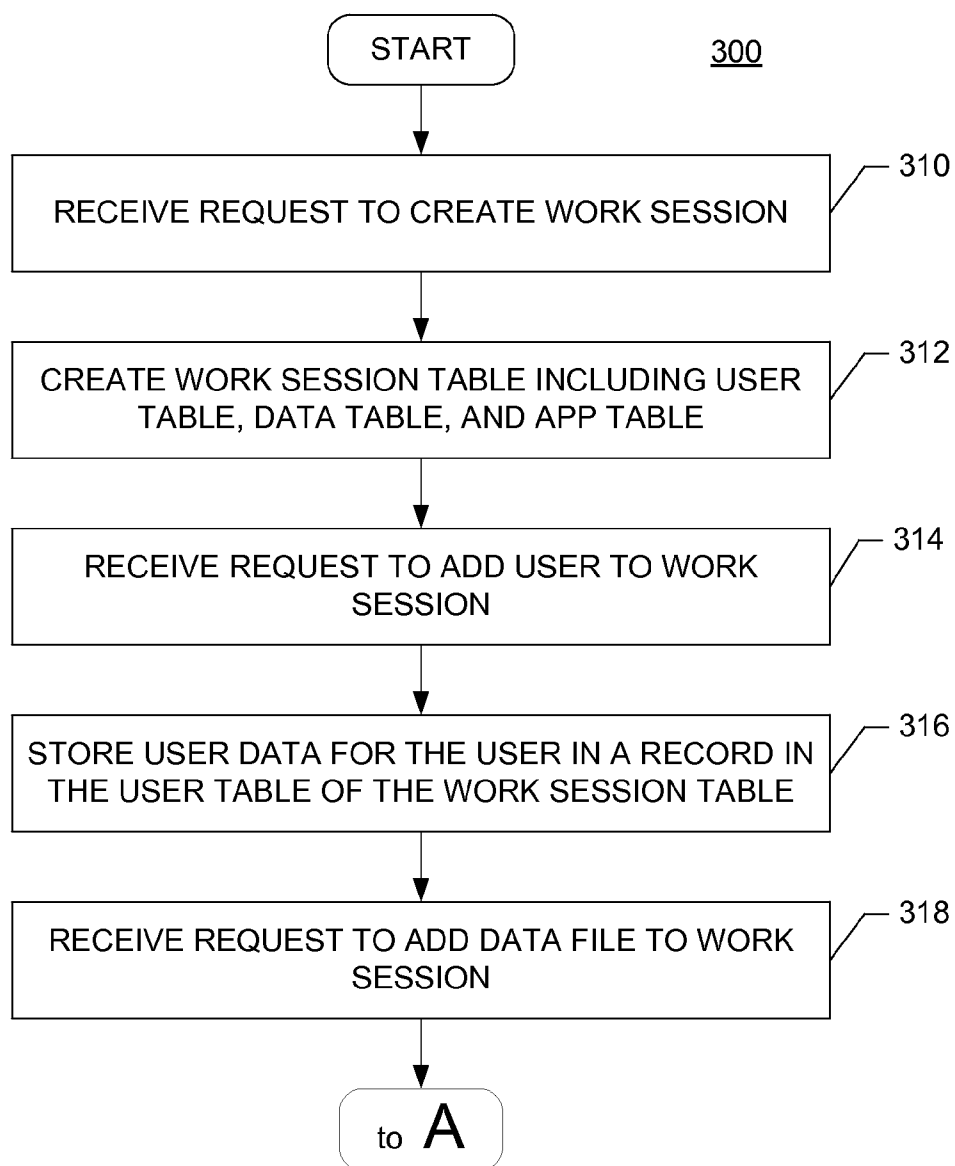 START
300
RECEIVE REQUEST TO CREATE WORK SESSION
310
CREATE WORK SESSION TABLE INCLUDING USER
TABLE, DATA TABLE, AND APP TABLE
312
RECEIVE REQUEST TO ADD USER TO WORK
SESSION
314
STORE USER DATA FOR THE USER IN A RECORD IN
THE USER TABLE OF THE WORK SESSION TABLE
316
RECEIVE REQUEST TO ADD DATA FILE TO WORK
SESSION
318
to A